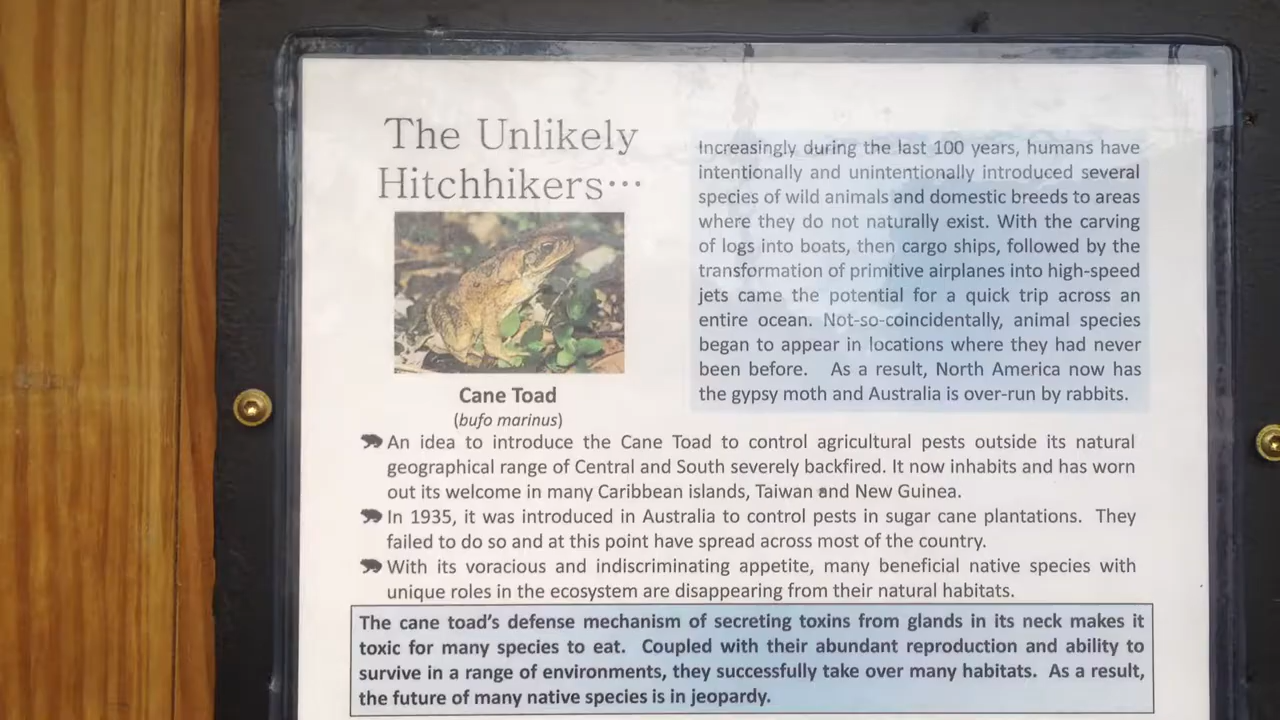 The Unlikely
Hitchhikers...
Increasingly during the last 100 years, humans have
intentionally and unintentionally introduced several
species of wild animals and domestic breeds to areas
where they do not naturally exist. With the carving
of logs into boats, then cargo ships, followed by the
transformation of primitive airplanes into high-speed
jets came the potential for a quick trip across an
entire ocean. Not-so-coincidentally, animal species
began to appear in locations where they had never
been before. As a result, North America now has
the gypsy moth and Australia is over-run by rabbits.
Cane Toad
(bufo marinus)
An idea to introduce the Cane Toad to control agricultural pests outside its natural
geographical range of Central and South severely backfired. It now inhabits and has worn
out its welcome in many Caribbean islands, Taiwan and New Guinea.
In 1935, it was introduced in Australia to control pests in sugar cane plantations. They
failed to do so and at this point have spread across most of the country.
With its voracious and indiscriminating appetite, many beneficial native species with
unique roles in the ecosystem are disappearing from their natural habitats.
The cane toad's defense mechanism of secreting toxins from glands in its neck makes it
toxic for many species to eat. Coupled with their abundant reproduction and ability to
survive in a range of environments, they successfully take over many habitats. As a result,
the future of many native species is in jeopardy.